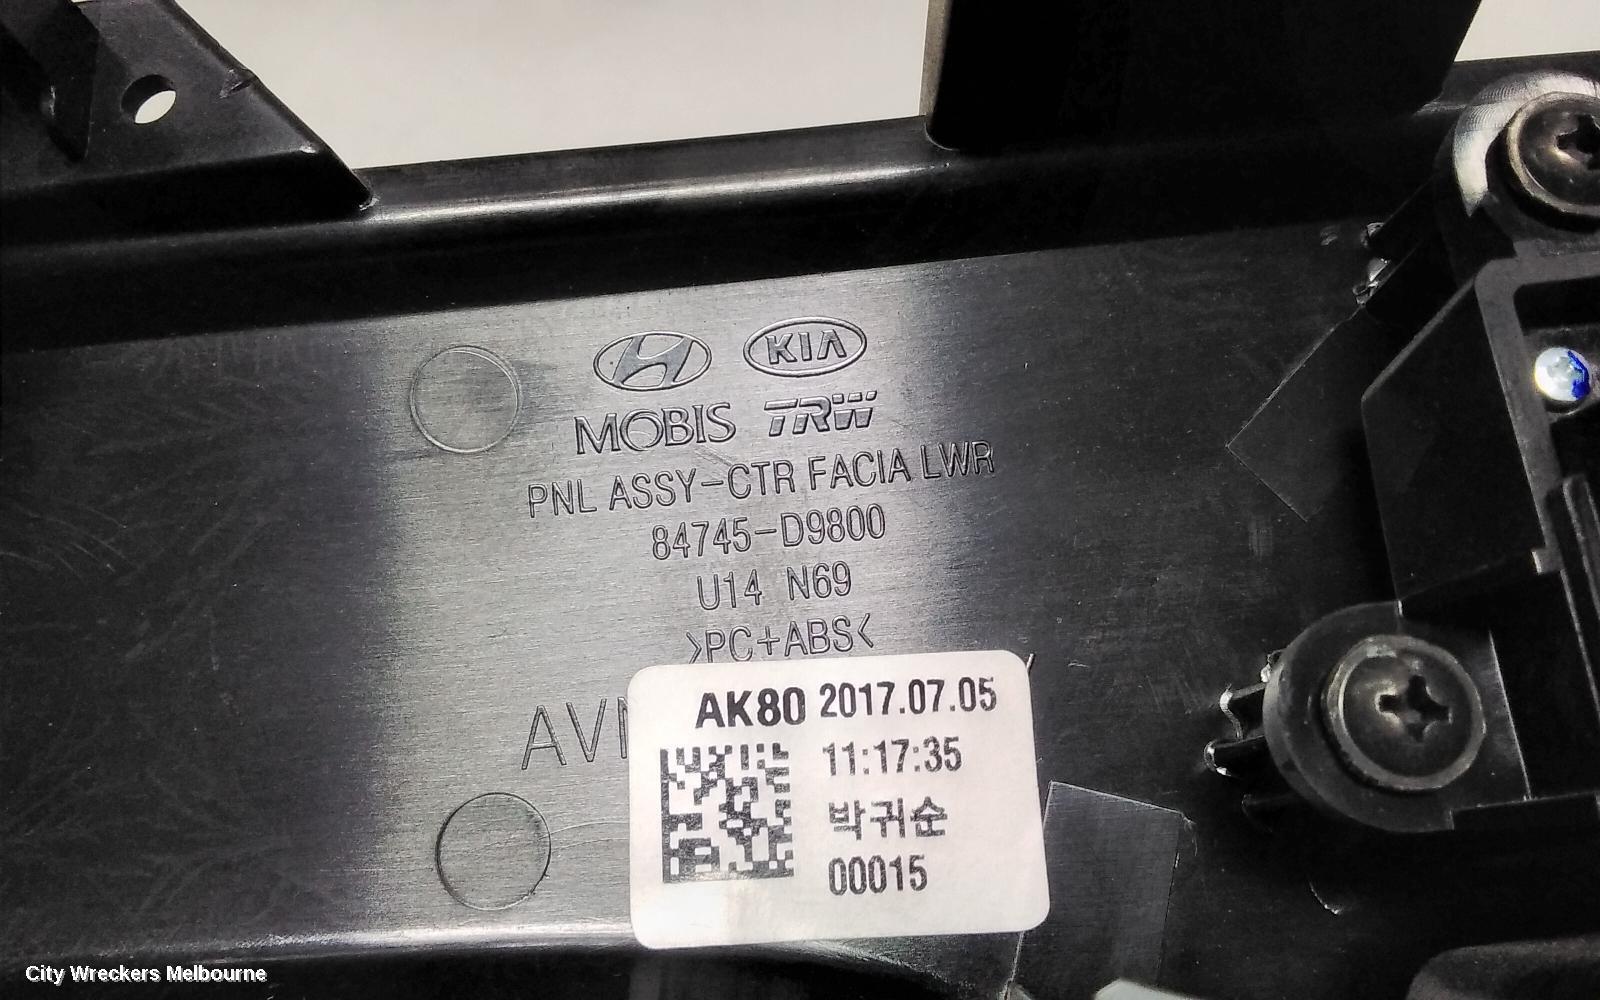 KIA
MOBIS TRW
PNL ASSY-CTR FACIA LWR
84745-D9800
U14 N69
>PC+ABS<
AK80 2017.07.05
11:17:35
박귀순
00015
City Wreckers Melbourne